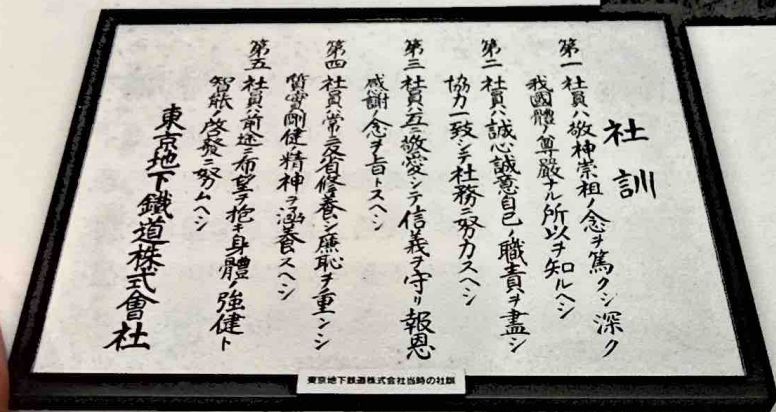 社訓
第一 社員ハ敬神崇祖ノ念ヲ篤クシ深ク
我國體ノ尊嚴ナル所以ヲ知ルヘシ
第二 社員ハ誠心誠意自己ノ職責ヲ盡シ
協力一致シテ社務ニ努力スヘシ
第三 社員ハ互ニ敬愛シテ信義ヲ守リ報恩
感謝ノ念ヲ旨トスヘシ
第四 社員ハ常ニ反省修養シ廉恥ヲ重ンシ
質實剛健精神ヲ涵養スヘシ
第五 社員ハ前途ニ希望ヲ抱キ身體ノ強健ト
智能ノ啓發ニ努ムヘシ
東京地下鐵道株式會社
東京地下鉄道株式会社当時の社訓